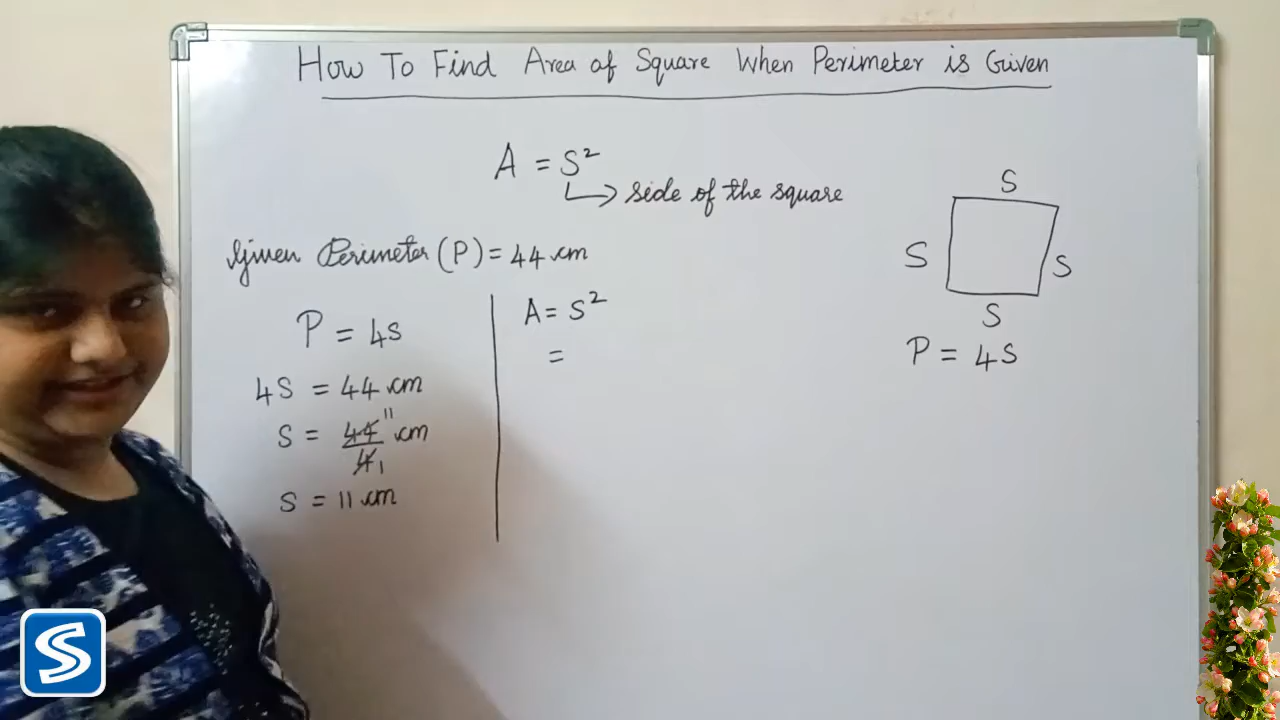 How To Find Area of Square When Perimeter is Given
A = S²
↳ side of the square
Given Perimeter (P) = 44 cm
P = 4s
4S = 44 cm
S = 44 11 cm
4 1
S = 11 cm
A = S²
=
S
S
S
S
P = 4S
S